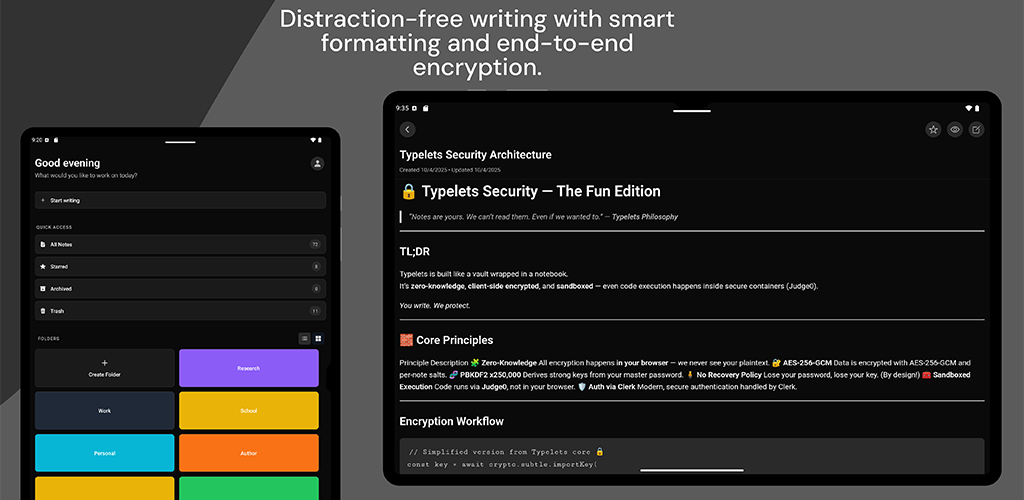 Distraction-free writing with smart
formatting and end-to-end
encryption.
9:20
Good evening
What would you like to work on today?
+ Start writing
QUICK ACCESS
All Notes 72
Starred
Archived
Trash 11
FOLDERS
+
Create Folder
Research
Work
School
Personal
Author
9:35
Typelets Security Architecture
Created 10/4/2025 • Updated 10/4/2025
🔒 Typelets Security — The Fun Edition
"Notes are yours. We can't read them. Even if we wanted to." — Typelets Philosophy
TL;DR
Typelets is built like a vault wrapped in a notebook.
It's zero-knowledge, client-side encrypted, and sandboxed — even code execution happens inside secure containers (Judge0).
You write. We protect.
🧱 Core Principles
Principle Description 🧩 Zero-Knowledge All encryption happens in your browser — we never see your plaintext. 🔐 AES-256-GCM Data is encrypted with AES-256-GCM and
per-note salts. 🧬 PBKDF2 x250,000 Derives strong keys from your master password. 🧍 No Recovery Policy Lose your password, lose your key. (By design!) 🧰 Sandboxed
Execution Code runs via Judge0, not in your browser. 🛡️ Auth via Clerk Modern, secure authentication handled by Clerk.
Encryption Workflow
// Simplified version from Typelets core 🔒
const key = await crypto.subtle.importKey(